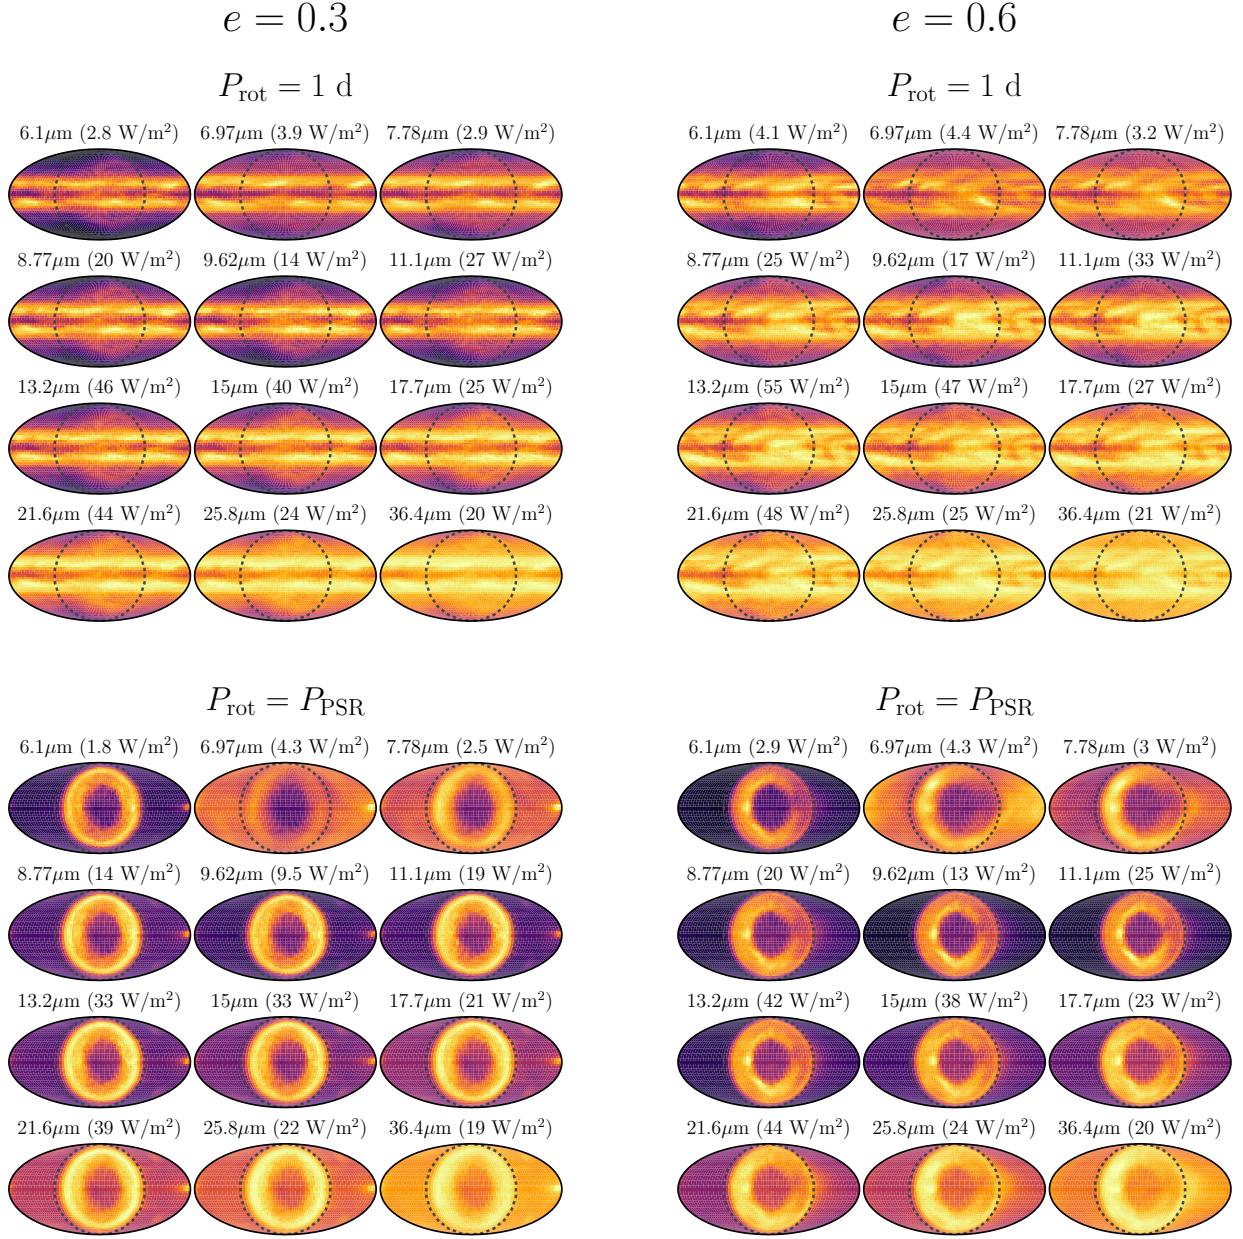 e = 0.3 e = 0.6
P_rot = 1 d P_rot = 1 d
6.1μm (2.8 W/m²) 6.97μm (3.9 W/m²) 7.78μm (2.9 W/m²) 6.1μm (4.1 W/m²) 6.97μm (4.4 W/m²) 7.78μm (3.2 W/m²)
8.77μm (20 W/m²) 9.62μm (14 W/m²) 11.1μm (27 W/m²) 8.77μm (25 W/m²) 9.62μm (17 W/m²) 11.1μm (33 W/m²)
13.2μm (46 W/m²) 15μm (40 W/m²) 17.7μm (25 W/m²) 13.2μm (55 W/m²) 15μm (47 W/m²) 17.7μm (27 W/m²)
21.6μm (44 W/m²) 25.8μm (24 W/m²) 36.4μm (20 W/m²) 21.6μm (48 W/m²) 25.8μm (25 W/m²) 36.4μm (21 W/m²)
P_rot = P_PSR P_rot = P_PSR
6.1μm (1.8 W/m²) 6.97μm (4.3 W/m²) 7.78μm (2.5 W/m²) 6.1μm (2.9 W/m²) 6.97μm (4.3 W/m²) 7.78μm (3 W/m²)
8.77μm (14 W/m²) 9.62μm (9.5 W/m²) 11.1μm (19 W/m²) 8.77μm (20 W/m²) 9.62μm (13 W/m²) 11.1μm (25 W/m²)
13.2μm (33 W/m²) 15μm (33 W/m²) 17.7μm (21 W/m²) 13.2μm (42 W/m²) 15μm (38 W/m²) 17.7μm (23 W/m²)
21.6μm (39 W/m²) 25.8μm (22 W/m²) 36.4μm (19 W/m²) 21.6μm (44 W/m²) 25.8μm (24 W/m²) 36.4μm (20 W/m²)